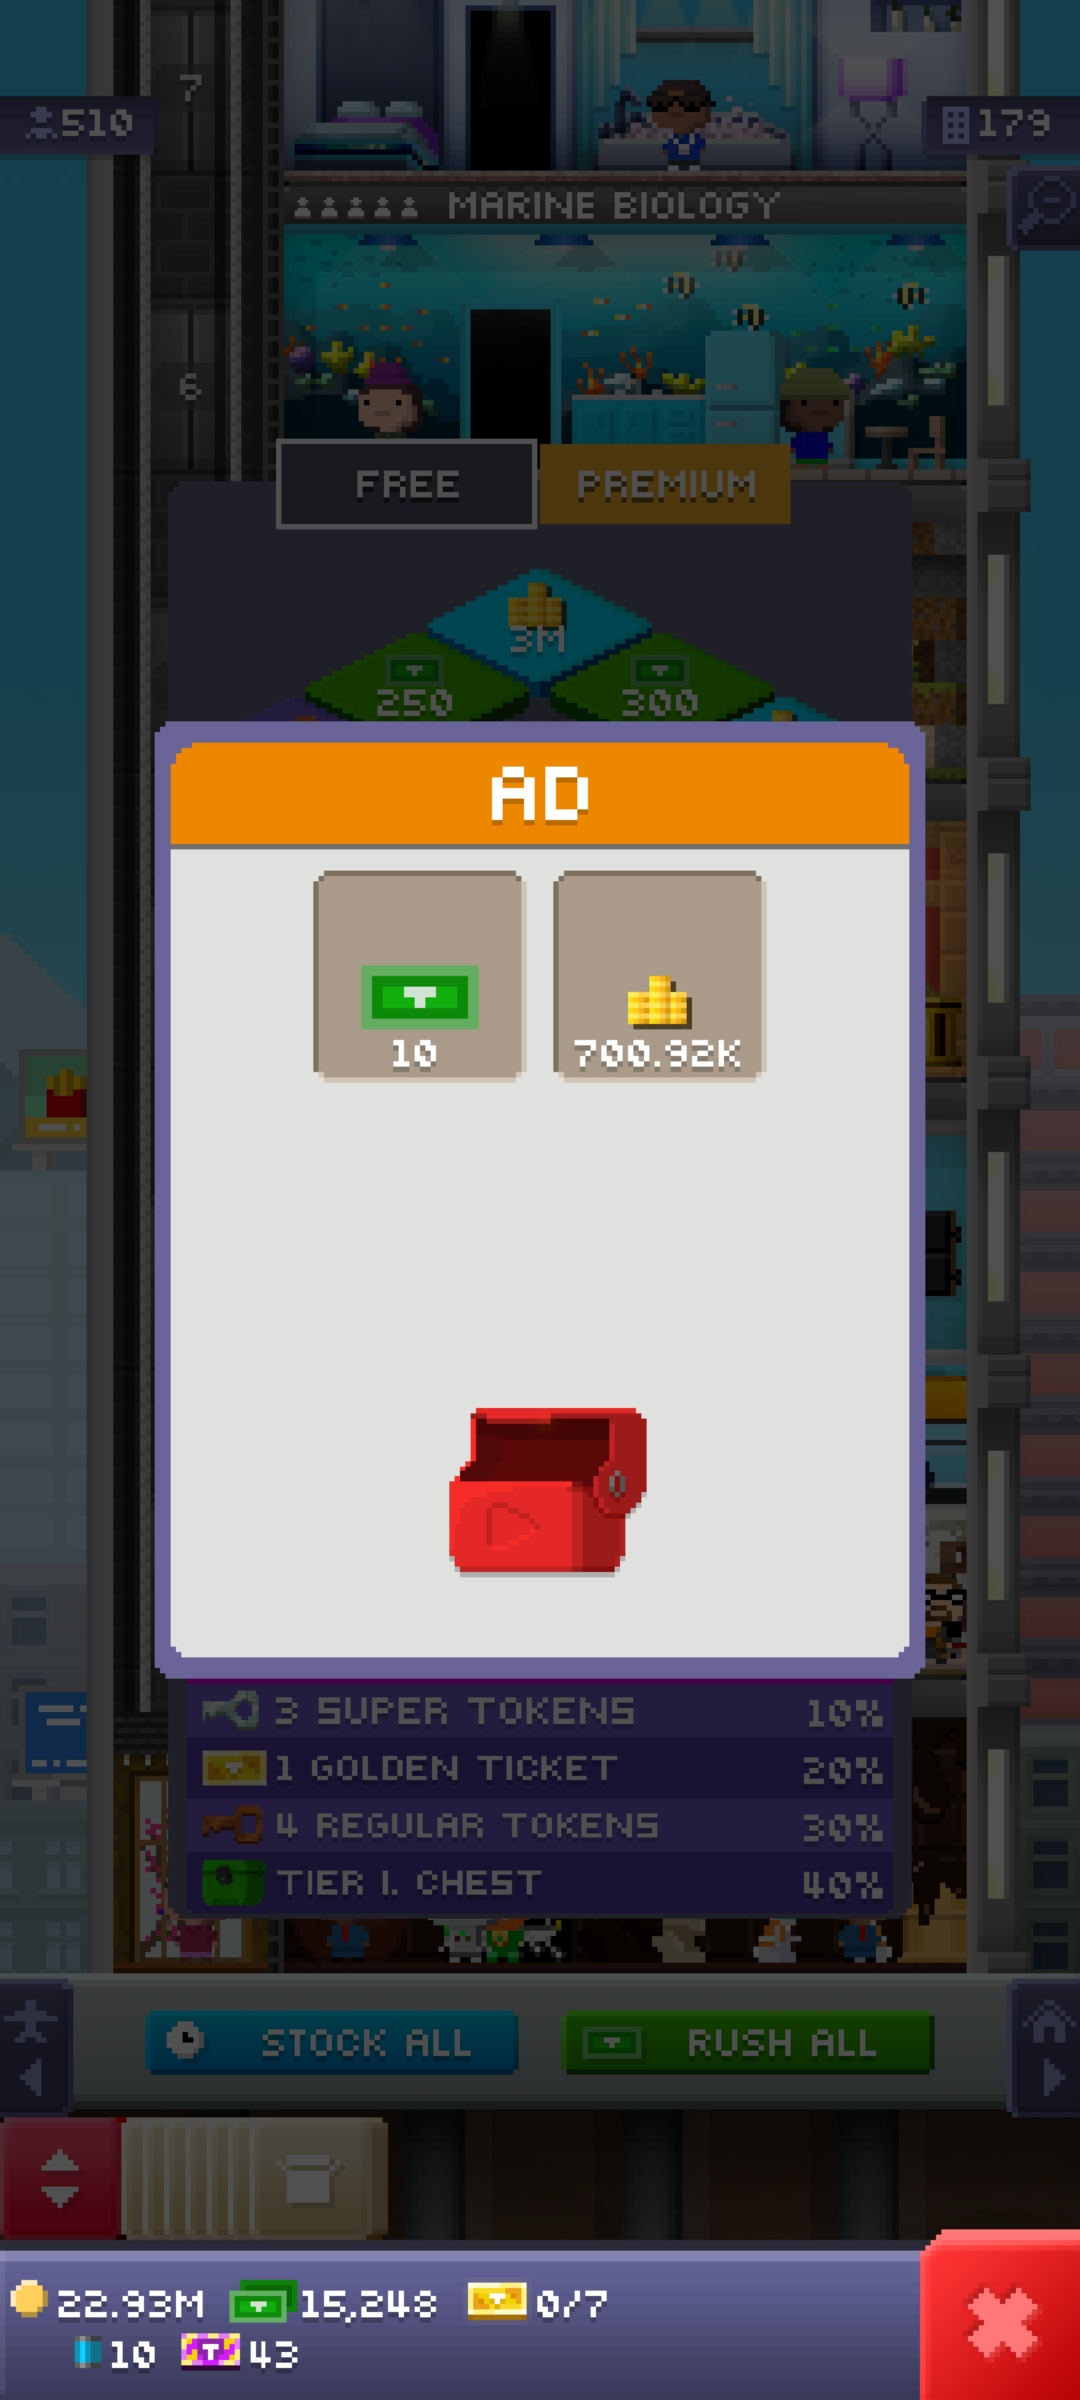 7
510
179
MARINE BIOLOGY
6
FREE
PREMIUM
3M
250
300
AD
10
700.92K
3 SUPER TOKENS 10%
1 GOLDEN TICKET 20%
4 REGULAR TOKENS 30%
TIER 1. CHEST 40%
STOCK ALL
RUSH ALL
22.93M 15,248 0/7
10 43